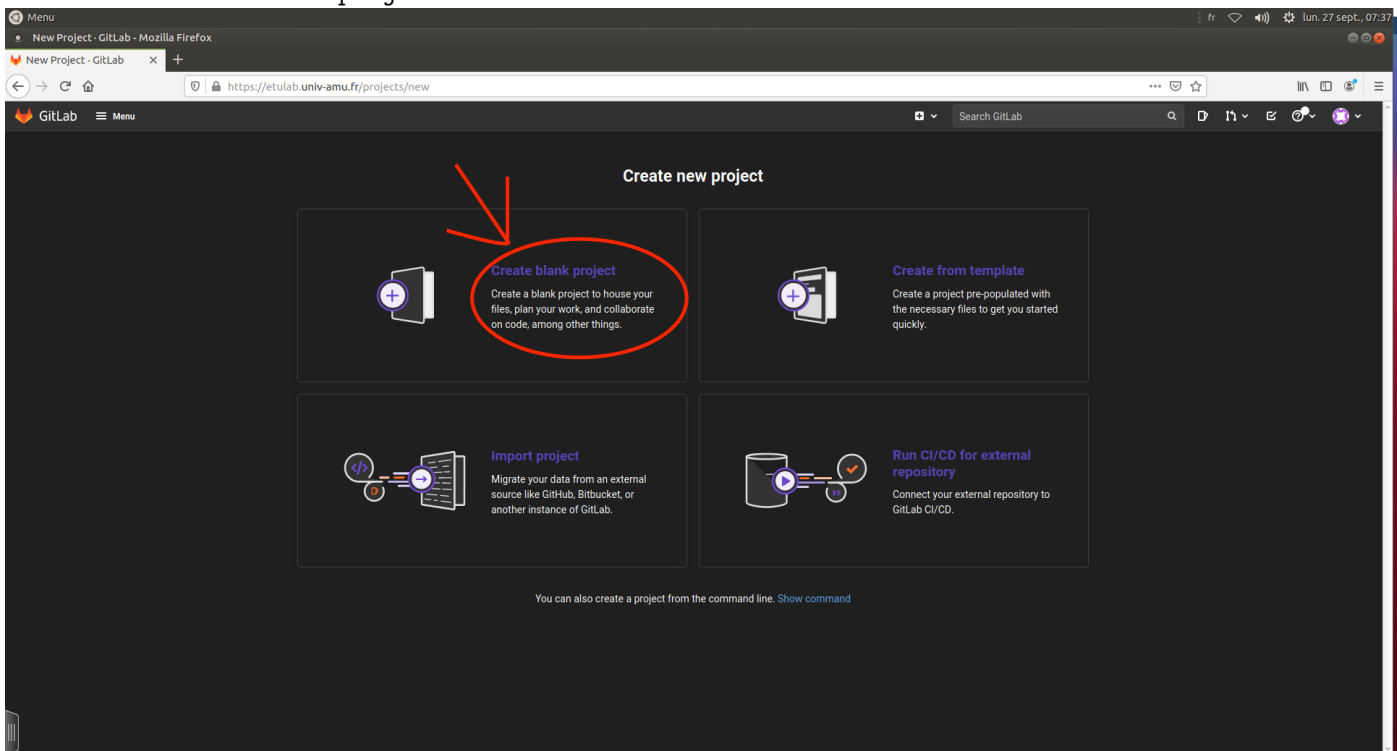 Menu
fr
lun. 27 sept., 07:37
New Project · GitLab - Mozilla Firefox
New Project · GitLab
https://etulab.univ-amu.fr/projects/new
GitLab
Menu
Search GitLab
Create new project
Create blank project
Create a blank project to house your
files, plan your work, and collaborate
on code, among other things.
Create from template
Create a project pre-populated with
the necessary files to get you started
quickly.
Import project
Migrate your data from an external
source like GitHub, Bitbucket, or
another instance of GitLab.
Run CI/CD for external
repository
Connect your external repository to
GitLab CI/CD.
You can also create a project from the command line. Show command